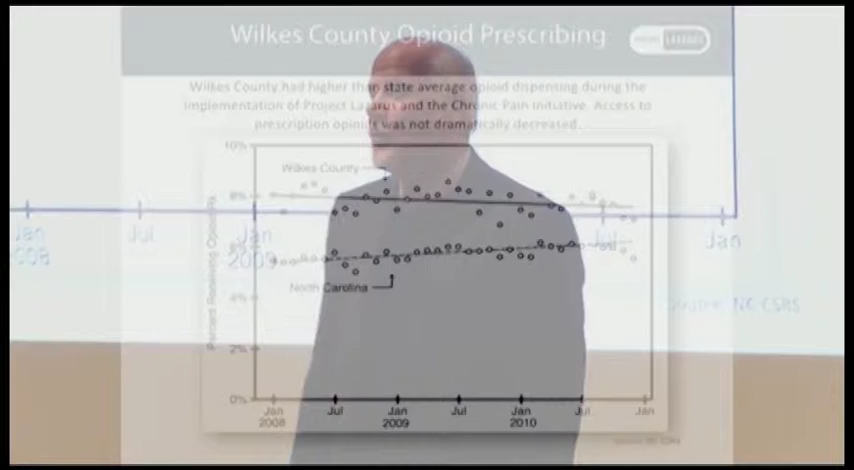 Wilkes County Opioid Prescribing
Wilkes County had higher than state average opioid dispensing during the
implementation of Project Lazarus and the Chronic Pain Initiative. Access to
prescription opioids was not dramatically decreased.
10%
Wilkes County
8%
6%
North Carolina
4%
2%
0%
Percent Receiving Opioids
Jan Jul Jan Jul Jan Jul Jan
2008 2009 2010
Jan Jul Jan Jul Jan
2009
Source: NC CSRS